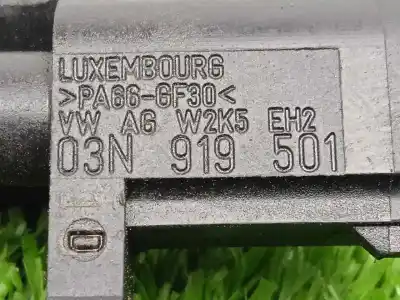 LUXEMBOURG
>PA66-GF30<
VW AG W2K5 EH2
03N 919 501